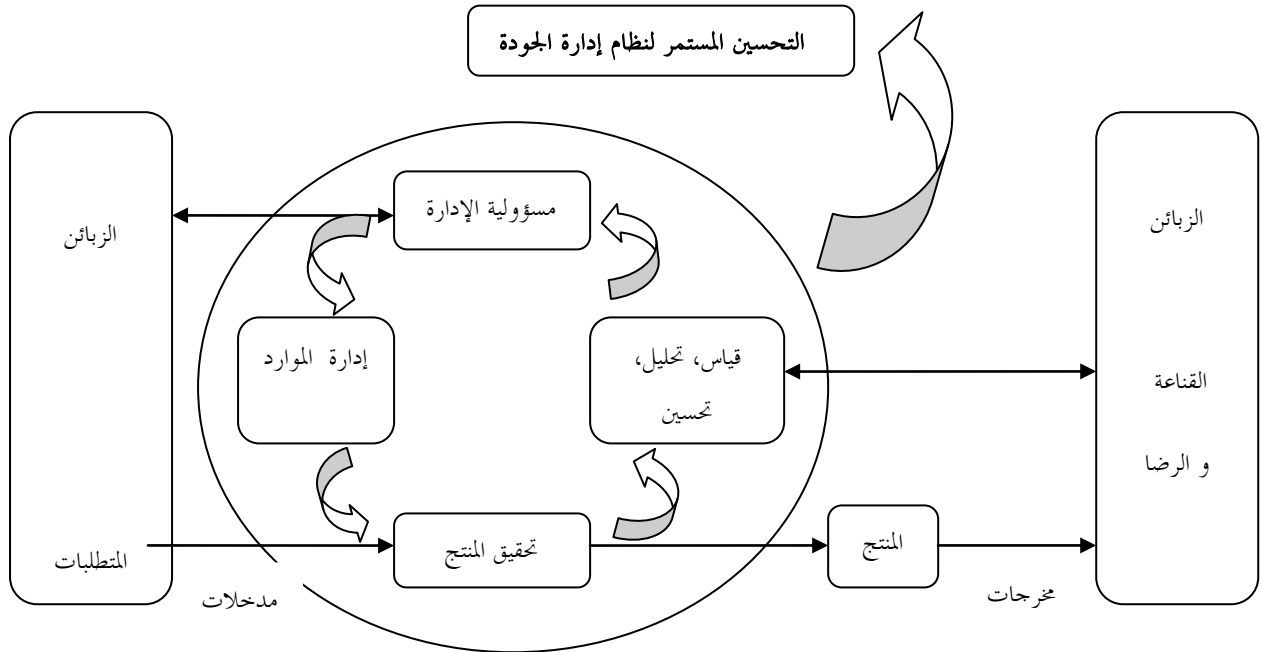 التحسين المستمر لنظام إدارة الجودة
الزبائن
مسؤولية الإدارة
الزبائن
إدارة الموارد
قياس، تحليل،
تحسين
القناعة
و الرضا
المتطلبات
تحقيق المنتج
المنتج
مدخلات
مخرجات